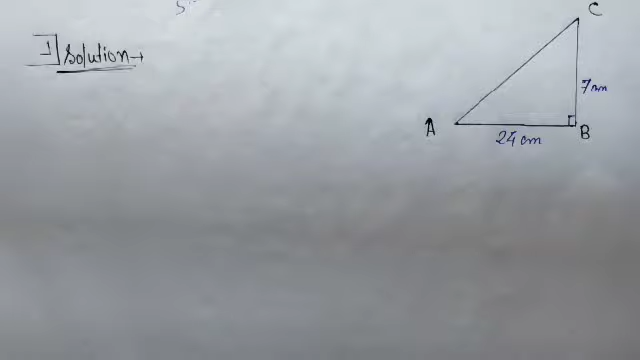 1] Solution →
C
7 cm
A
B
24 cm